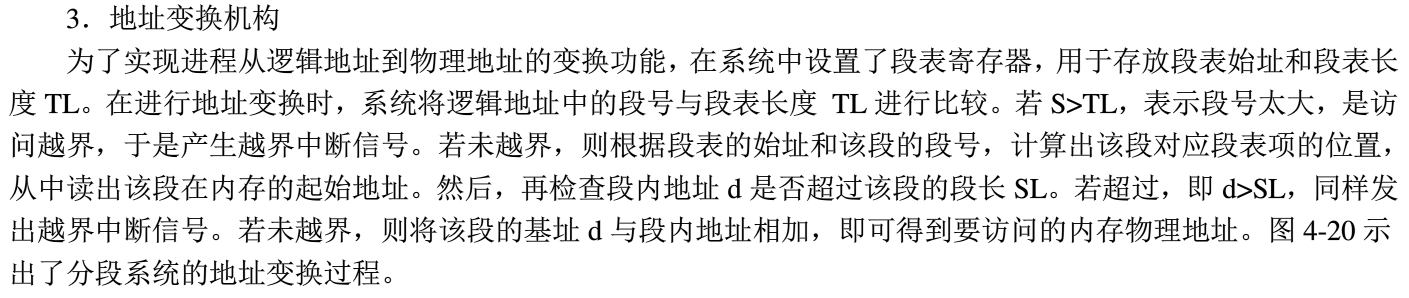 3．地址变换机构
为了实现进程从逻辑地址到物理地址的变换功能，在系统中设置了段表寄存器，用于存放段表始址和段表长
度 TL。在进行地址变换时，系统将逻辑地址中的段号与段表长度 TL 进行比较。若 S>TL，表示段号太大，是访
问越界，于是产生越界中断信号。若未越界，则根据段表的始址和该段的段号，计算出该段对应段表项的位置，
从中读出该段在内存的起始地址。然后，再检查段内地址 d 是否超过该段的段长 SL。若超过，即 d>SL，同样发
出越界中断信号。若未越界，则将该段的基址 d 与段内地址相加，即可得到要访问的内存物理地址。图 4-20 示
出了分段系统的地址变换过程。